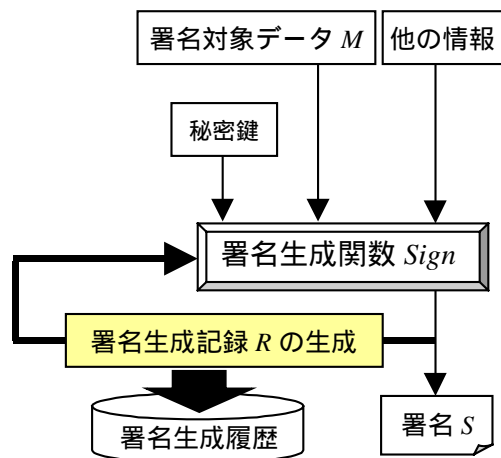 署名対象データ M
他の情報
秘密鍵
署名生成関数 Sign
署名生成記録 R の生成
署名生成履歴
署名 S